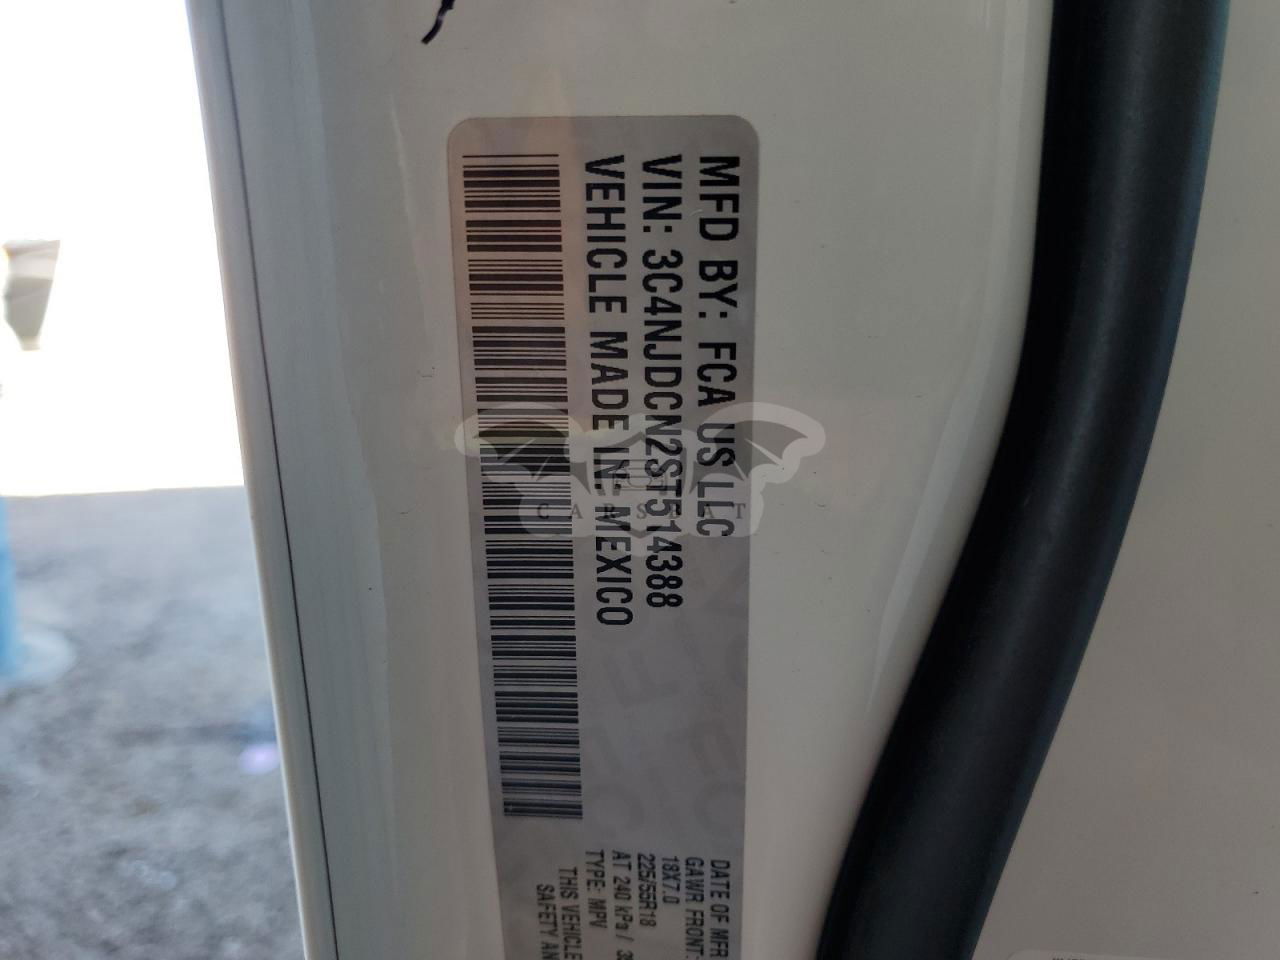 MFD BY: FCA US LLC
VIN: 3C4NJDCN2ST514388
VEHICLE MADE IN: MEXICO
DATE OF MFR
GAWR FRONT:
18X7.0
225/55R18
AT 240 kPa /
TYPE: MPV
THIS VEHICLE
SAFETY AN
CARSBAT